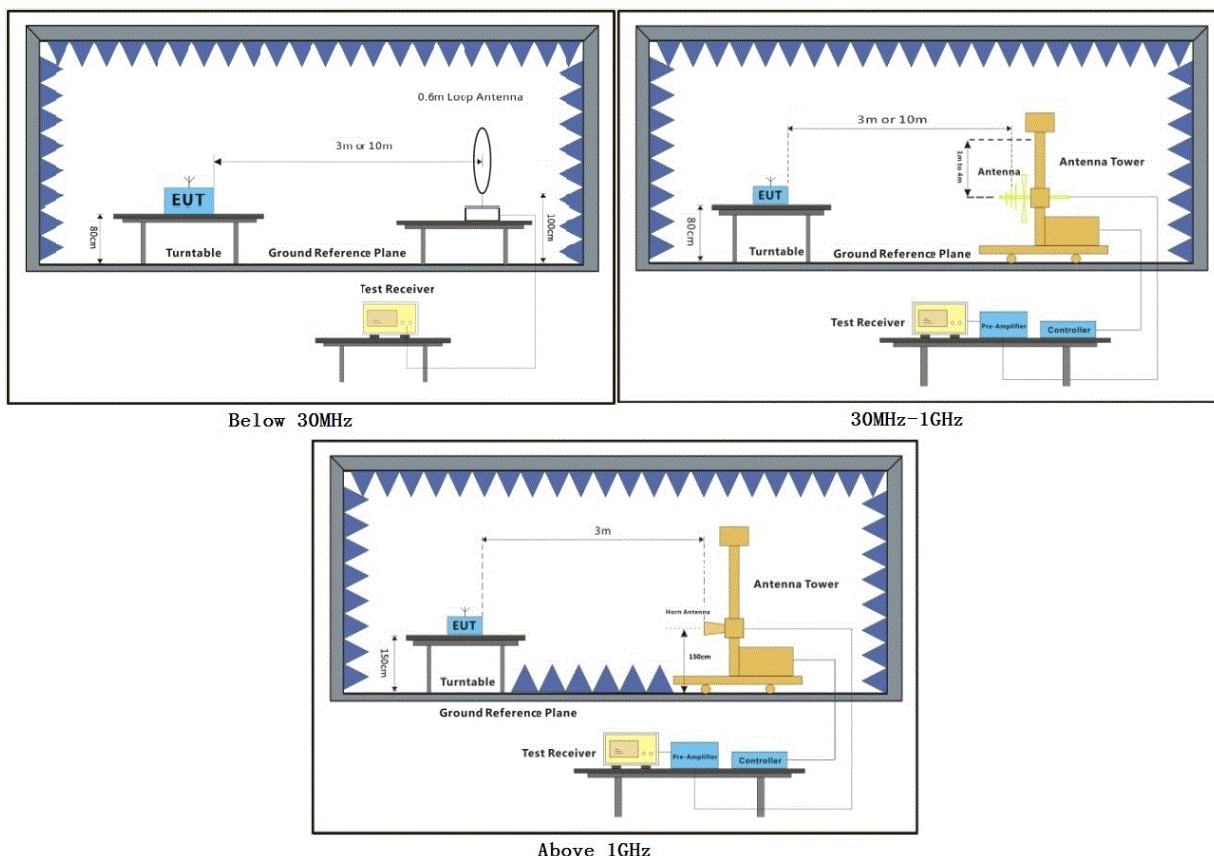 0.6m Loop Antenna
3m or 10m
EUT
80cm
100cm
Turntable
Ground Reference Plane
Test Receiver
Below 30MHz
3m or 10m
1m to 4m
Antenna
Antenna Tower
EUT
80cm
Turntable
Ground Reference Plane
Test Receiver
Pre-Amplifier
Controller
30MHz-1GHz
3m
Antenna Tower
Horn Antenna
EUT
150cm
150cm
Turntable
Ground Reference Plane
Test Receiver
Pre-Amplifier
Controller
Above 1GHz